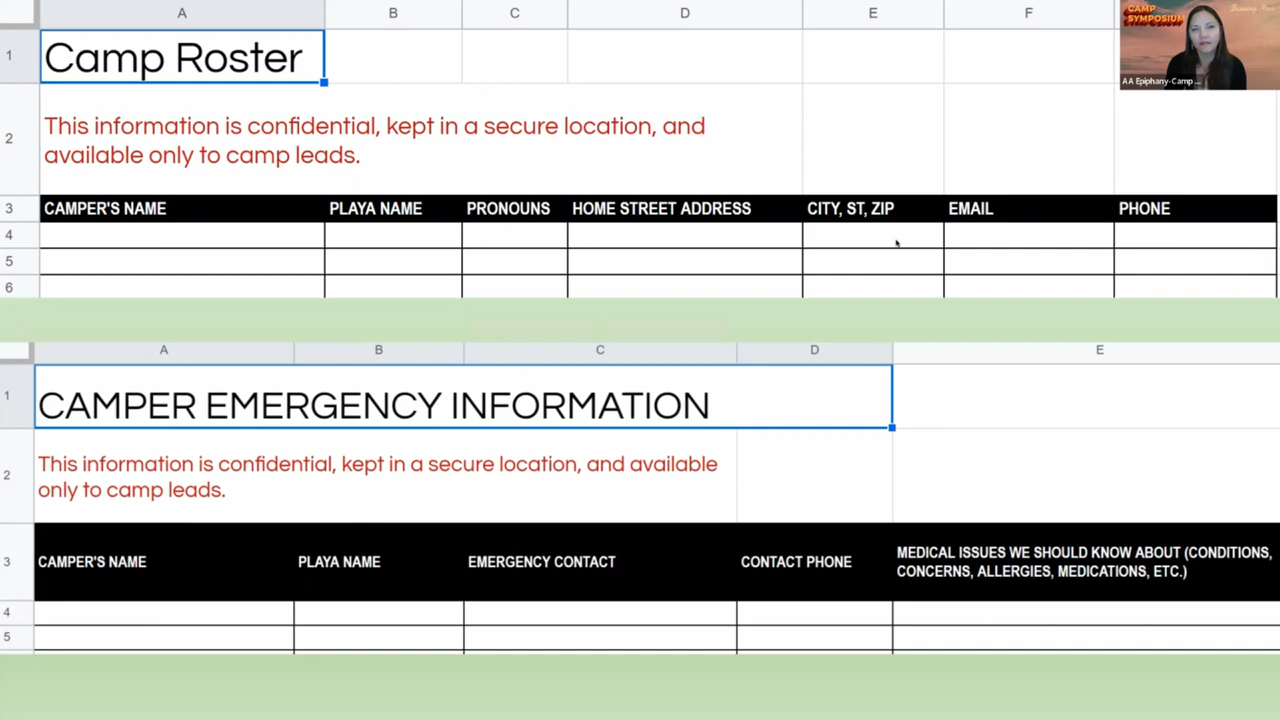 A B C D E F
CAMP
SYMPOSIUM
Burning Man
AA Epiphany-Camp ...
1 Camp Roster
2 This information is confidential, kept in a secure location, and
available only to camp leads.
3 CAMPER'S NAME PLAYA NAME PRONOUNS HOME STREET ADDRESS CITY, ST, ZIP EMAIL PHONE
4
5
6
A B C D E
1 CAMPER EMERGENCY INFORMATION
2 This information is confidential, kept in a secure location, and available
only to camp leads.
3 CAMPER'S NAME PLAYA NAME EMERGENCY CONTACT CONTACT PHONE MEDICAL ISSUES WE SHOULD KNOW ABOUT (CONDITIONS,
CONCERNS, ALLERGIES, MEDICATIONS, ETC.)
4
5